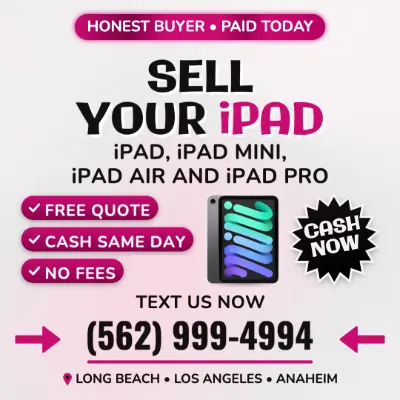 HONEST BUYER • PAID TODAY
SELL
YOUR iPAD
iPAD, iPAD MINI,
iPAD AIR AND iPAD PRO
FREE QUOTE
CASH SAME DAY
NO FEES
CASH
NOW
TEXT US NOW
(562) 999-4994
LONG BEACH • LOS ANGELES • ANAHEIM